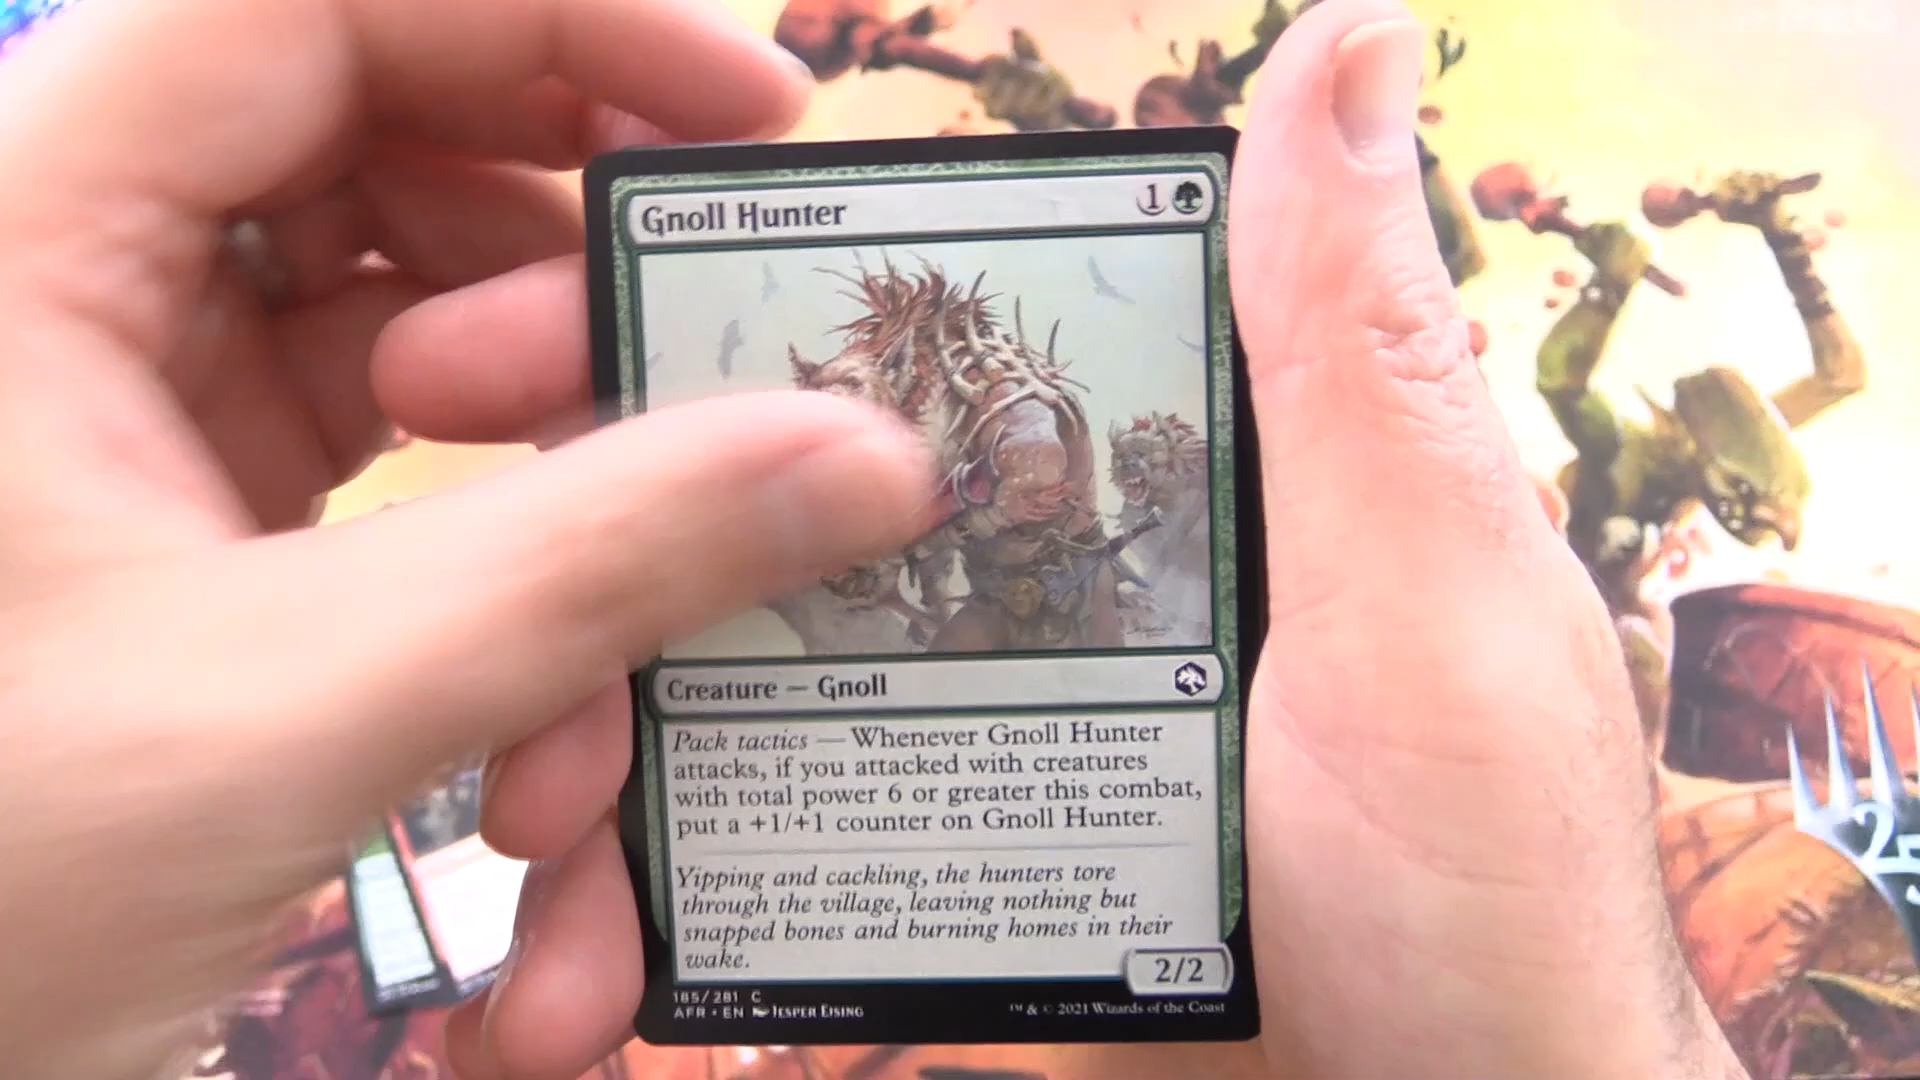 Gnoll Hunter 1
Creature — Gnoll
Pack tactics — Whenever Gnoll Hunter
attacks, if you attacked with creatures
with total power 6 or greater this combat,
put a +1/+1 counter on Gnoll Hunter.
Yipping and cackling, the hunters tore
through the village, leaving nothing but
snapped bones and burning homes in their
wake.
2/2
185/281 C
AFR • EN Jesper Ejsing
™ & © 2021 Wizards of the Coast